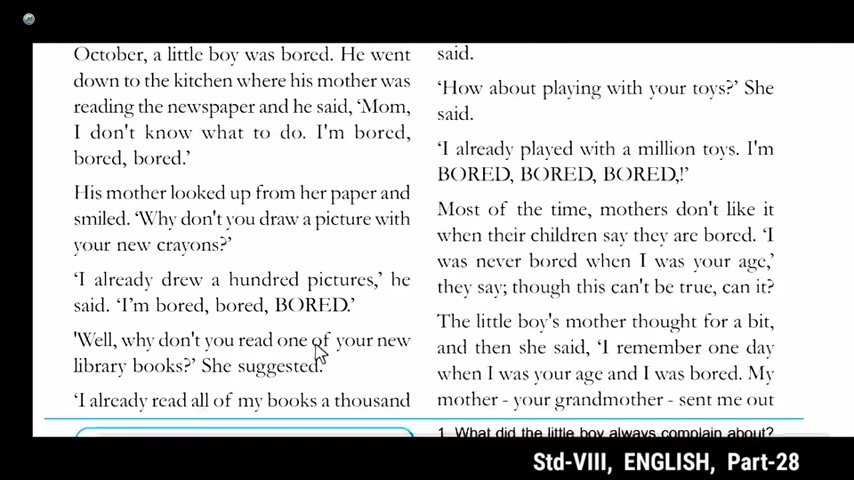 October, a little boy was bored. He went
down to the kitchen where his mother was
reading the newspaper and he said, ‘Mom,
I don't know what to do. I'm bored,
bored, bored.’
His mother looked up from her paper and
smiled. ‘Why don't you draw a picture with
your new crayons?’
‘I already drew a hundred pictures,’ he
said. ‘I’m bored, bored, BORED.’
'Well, why don't you read one of your new
library books?’ She suggested.
‘I already read all of my books a thousand
said.
‘How about playing with your toys?’ She
said.
‘I already played with a million toys. I'm
BORED, BORED, BORED,!’
Most of the time, mothers don't like it
when their children say they are bored. ‘I
was never bored when I was your age,’
they say; though this can't be true, can it?
The little boy's mother thought for a bit,
and then she said, ‘I remember one day
when I was your age and I was bored. My
mother - your grandmother - sent me out
1. What did the little boy always complain about?
Std-VIII, ENGLISH, Part-28